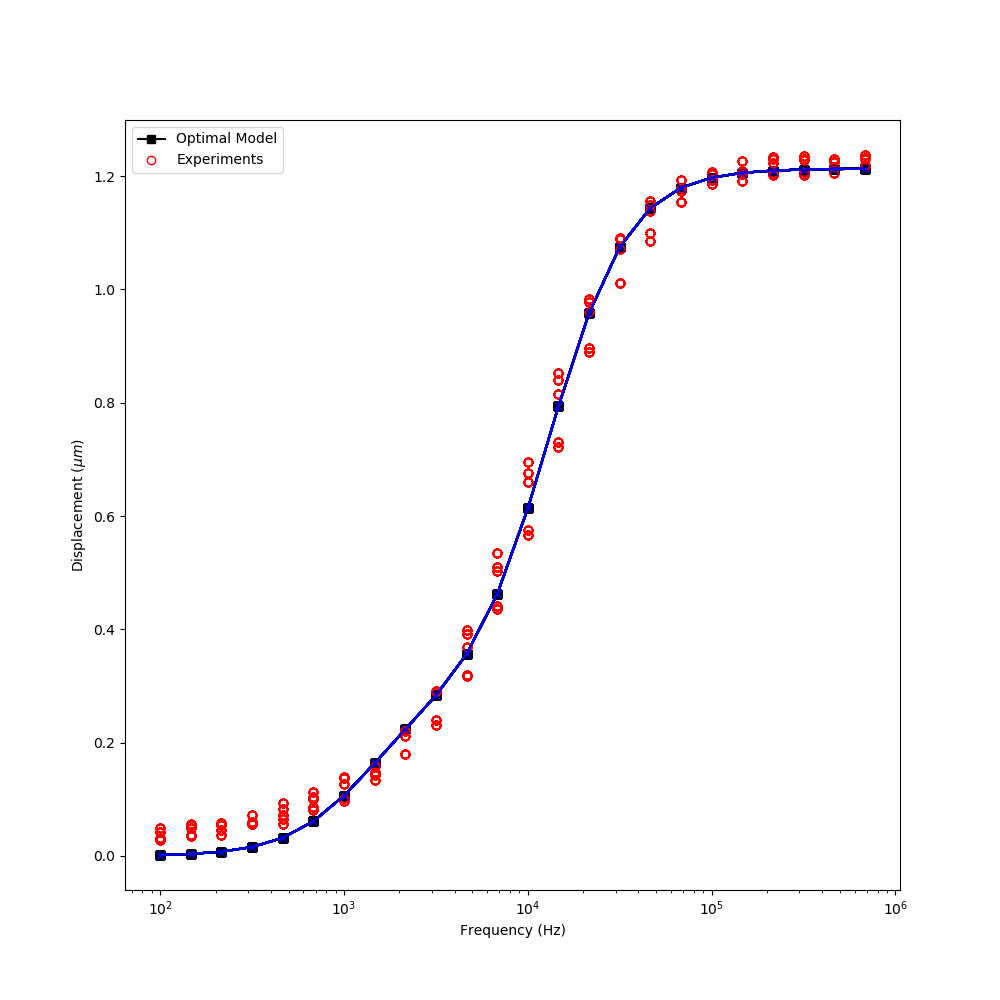 Optimal Model
Experiments
1.2
1.0
0.8
0.6
0.4
0.2
0.0
Displacement (μm)
10² 10³ 10⁴ 10⁵ 10⁶
Frequency (Hz)